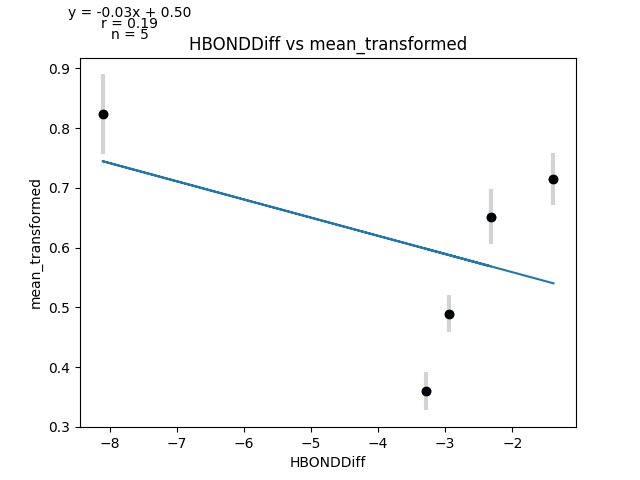 y = -0.03x + 0.50
r = 0.19
n = 5
HBONDDiff vs mean_transformed
0.9
0.8
0.7
0.6
0.5
0.4
0.3
mean_transformed
−8 −7 −6 −5 −4 −3 −2
HBONDDiff